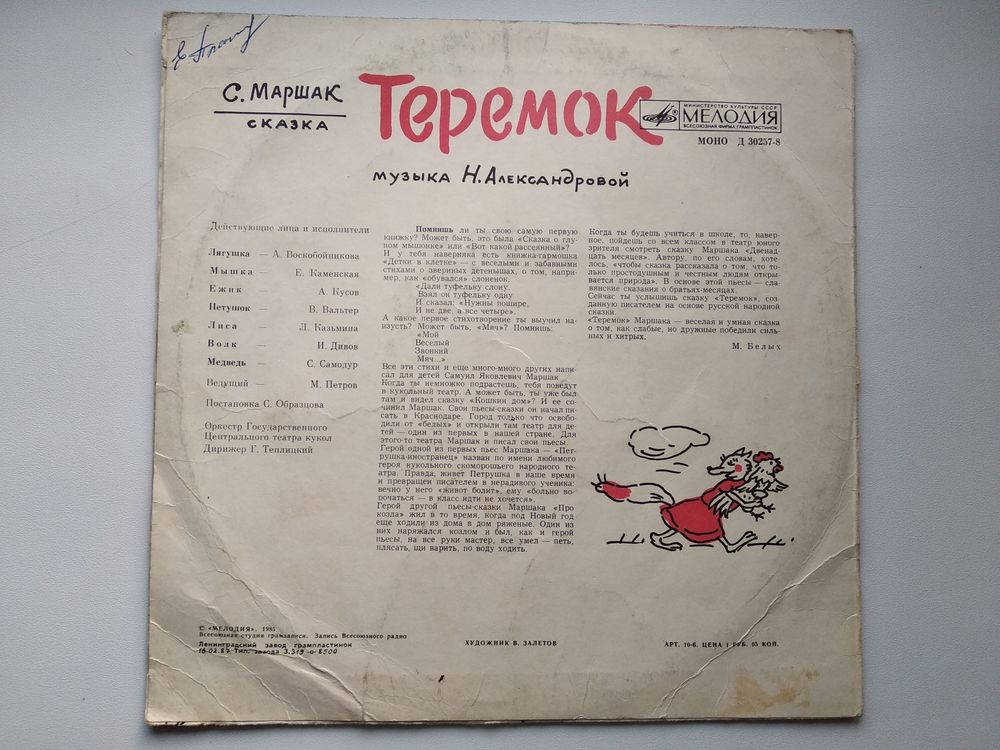 С. Маршак
сказка
Теремок
МИНИСТЕРСТВО КУЛЬТУРЫ СССР
МЕЛОДИЯ
ВСЕСОЮЗНАЯ ФИРМА ГРАМПЛАСТИНОК
МОНО Д 30257-8
музыка Н. Александровой
Действующие лица и исполнители
Лягушка — А. Воскобойникова
Мышка — Е. Каменская
Ежик — А. Кусов
Петушок — В. Вальтер
Лиса — Л. Казьмина
Волк — И. Дивов
Медведь — С. Самодур
Ведущий — М. Петров
Постановка С. Образцова
Оркестр Государственного
Центрального театра кукол
Дирижер Г. Теплицкий
Помнишь ли ты свою самую первую
книжку? Может быть, это была «Сказка о глу-
пом мышонке» или «Вот какой рассеянный»?
И у тебя наверняка есть книжка-гармошка
«Детки в клетке» — с веселыми и забавными
стихами о звериных детенышах, о том, напри-
мер, как «обувался» слоненок.
«Дали туфельку слону.
Взял он туфельку одну
И сказал: «Нужны пошире,
И не две, а все четыре».
А какое первое стихотворение ты выучил на-
изусть? Может быть, «Мяч»? Помнишь:
«Мой
Веселый
Звонкий
Мяч...»
Все эти стихи и еще много-много других напи-
сал для детей Самуил Яковлевич Маршак
Когда ты немножко подрастешь, тебя поведут
в кукольный театр. А может быть, ты уже был
там и видел сказку «Кошкин дом»? И ее со-
чинил Маршак. Свои пьесы-сказки он начал пи-
сать в Краснодаре. Город только что освобо-
дили от «белых» и открыли там театр для де-
тей — один из первых в нашей стране. Для
этого-то театра Маршак и писал свои пьесы.
Герой одной из первых пьес Маршака — «Пет-
рушка-иностранец» назван по имени любимого
героя кукольного скоморошьего народного те-
атра. Правда, живет Петрушка в наше время
и превращен писателем в нерадивого ученика:
вечно у него «живот болит», ему «больно во-
рочаться — в класс идти не хочется».
Герой другой пьесы-сказки Маршака «Про
козла» жил в то время, когда под Новый год
еще ходили из дома в дом ряженые. Один из
них наряжался козлом и был, как и герой
пьесы, на все руки мастер, все умел — петь,
плясать, щи варить, по воду ходить.
Когда ты будешь учиться в школе, то, навер-
ное, пойдешь со всем классом в театр юного
зрителя смотреть сказку Маршака «Двенад-
цать месяцев». Автору, по его словам, хоте-
лось, «чтобы сказка рассказала о том, что то-
лько простодушным и честным людям откры-
вается природа». В основе этой пьесы — сла-
вянские сказания о братьях-месяцах.
Сейчас ты услышишь сказку «Теремок», соз-
данную писателем на основе русской народной
сказки.
«Теремок» Маршака — веселая и умная сказка
о том, как слабые, но дружные победили силь-
ных и хитрых.
М. Белых
© «МЕЛОДИЯ», 1985
Всесоюзная студия грамзаписи. Запись Всесоюзного радио
Ленинградский завод грампластинок
16.02.87 Тип. завода З.319-0-8500
ХУДОЖНИК В. ЗАЛЕТОВ
АРТ. 10-6. ЦЕНА 1 РУБ. 65 КОП.